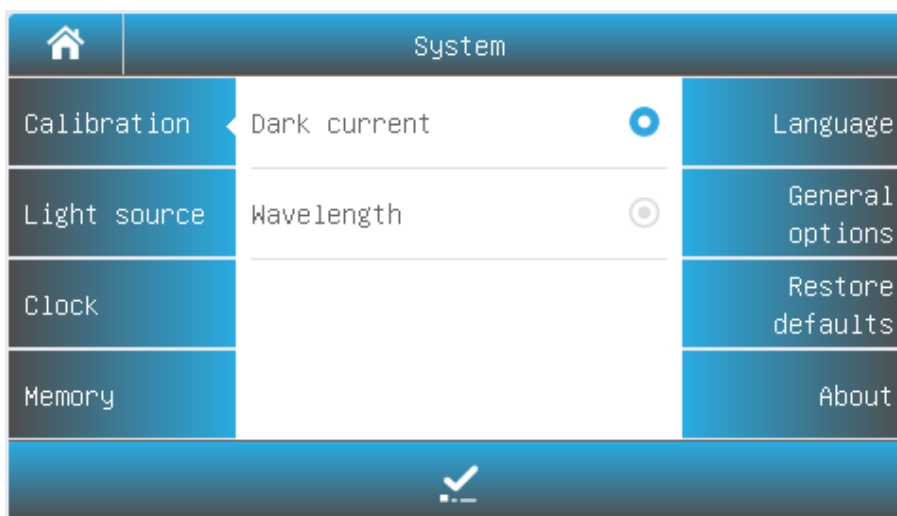 System
Calibration
Dark current
Language
Light source
Wavelength
General
options
Clock
Restore
defaults
Memory
About